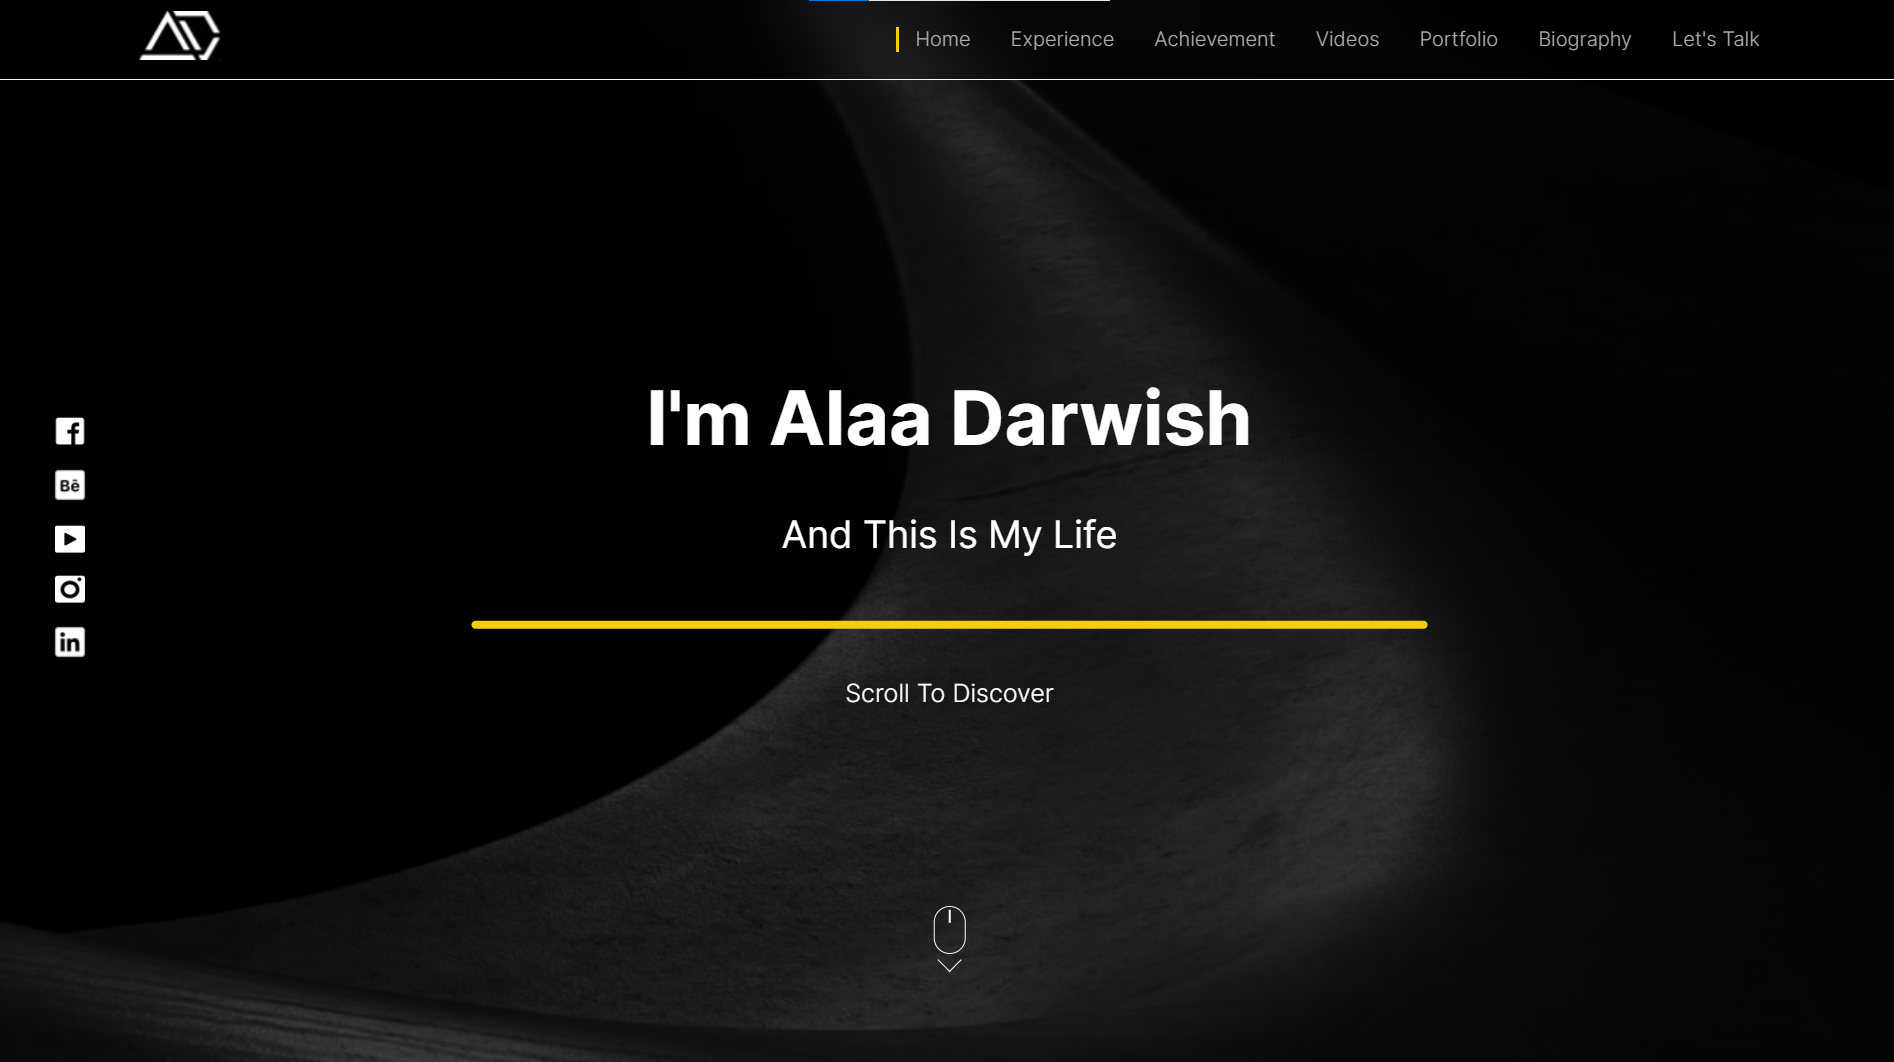 Home Experience Achievement Videos Portfolio Biography Let's Talk
I'm Alaa Darwish
Bē
in
And This Is My Life
Scroll To Discover